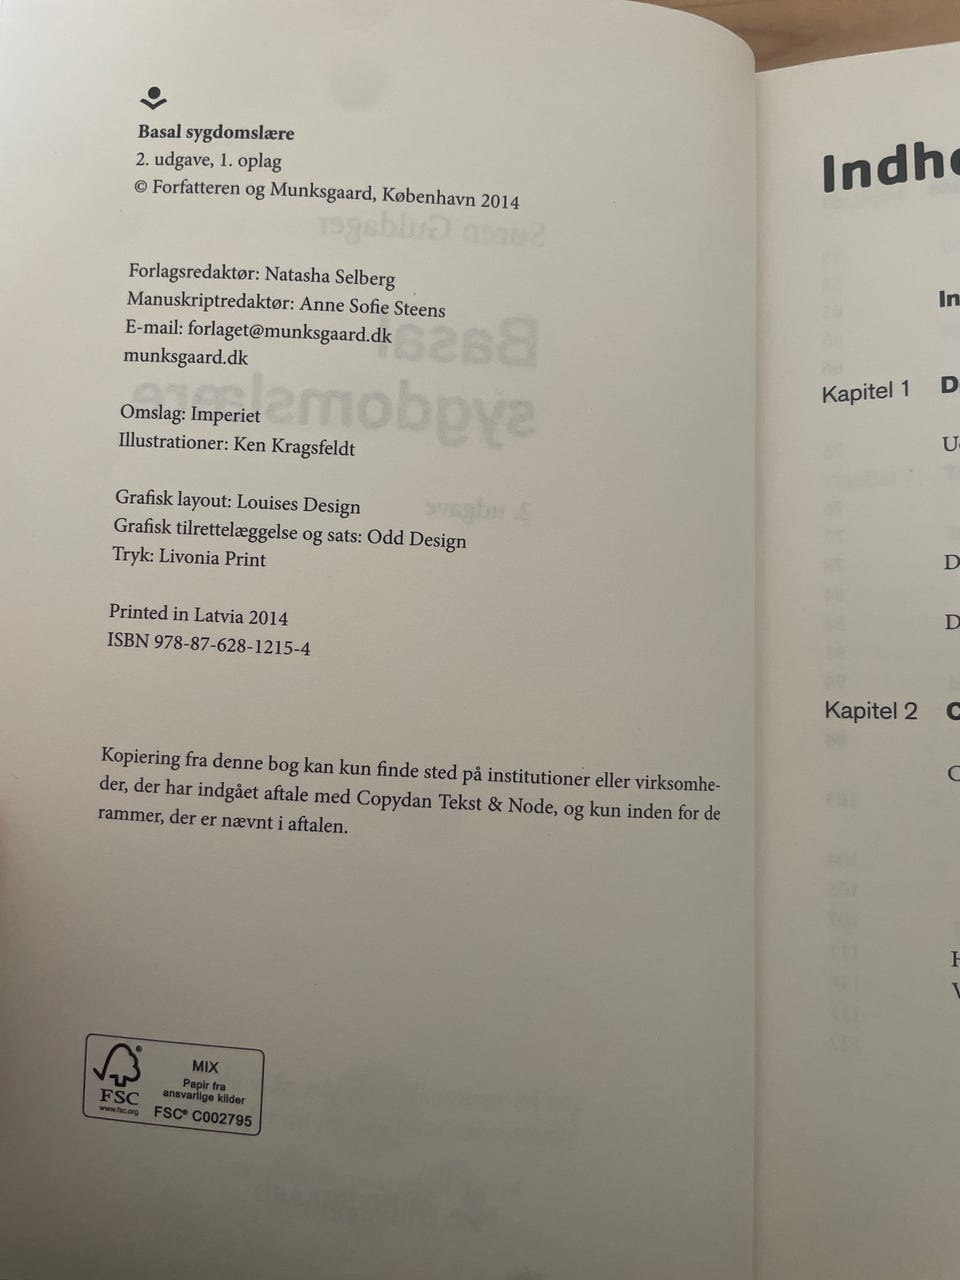 Basal sygdomslære
2. udgave, 1. oplag
© Forfatteren og Munksgaard, København 2014
Forlagsredaktør: Natasha Selberg
Manuskriptredaktør: Anne Sofie Steens
E-mail: forlaget@munksgaard.dk
munksgaard.dk
Omslag: Imperiet
Illustrationer: Ken Kragsfeldt
Grafisk layout: Louises Design
Grafisk tilrettelæggelse og sats: Odd Design
Tryk: Livonia Print
Printed in Latvia 2014
ISBN 978-87-628-1215-4
Kopiering fra denne bog kan kun finde sted på institutioner eller virksomhe-
der, der har indgået aftale med Copydan Tekst & Node, og kun inden for de
rammer, der er nævnt i aftalen.
FSC
www.fsc.org
MIX
Papir fra
ansvarlige kilder
FSC® C002795
Kapitel 1
Kapitel 2